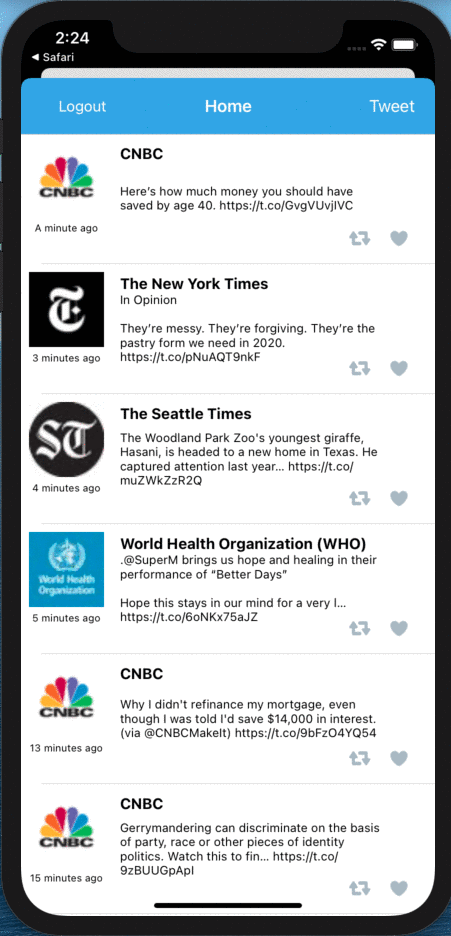 2:24
◀ Safari
Logout Home Tweet
CNBC
CNBC
Here's how much money you should have
saved by age 40. https://t.co/GvgVUvjIVC
A minute ago
The New York Times
In Opinion
They're messy. They're forgiving. They're the
pastry form we need in 2020.
https://t.co/pNuAQT9nkF
3 minutes ago
ST
The Seattle Times
The Woodland Park Zoo's youngest giraffe,
Hasani, is headed to a new home in Texas. He
captured attention last year… https://t.co/
muZWkZzR2Q
4 minutes ago
World Health
Organization
World Health Organization (WHO)
.@SuperM brings us hope and healing in their
performance of “Better Days”
Hope this stays in our mind for a very l…
https://t.co/6oNKx75aJZ
5 minutes ago
CNBC
CNBC
Why I didn't refinance my mortgage, even
though I was told I'd save $14,000 in interest.
(via @CNBCMakeIt) https://t.co/9bFzO4YQ54
13 minutes ago
CNBC
CNBC
Gerrymandering can discriminate on the basis
of party, race or other pieces of identity
politics. Watch this to fin… https://t.co/
9zBUUGpApI
15 minutes ago